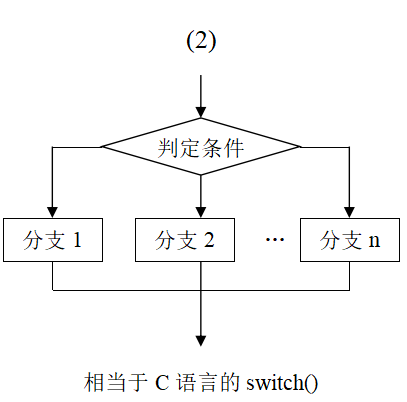 (2)
判定条件
分支 1
分支 2
···
分支 n
相当于 C 语言的 switch()